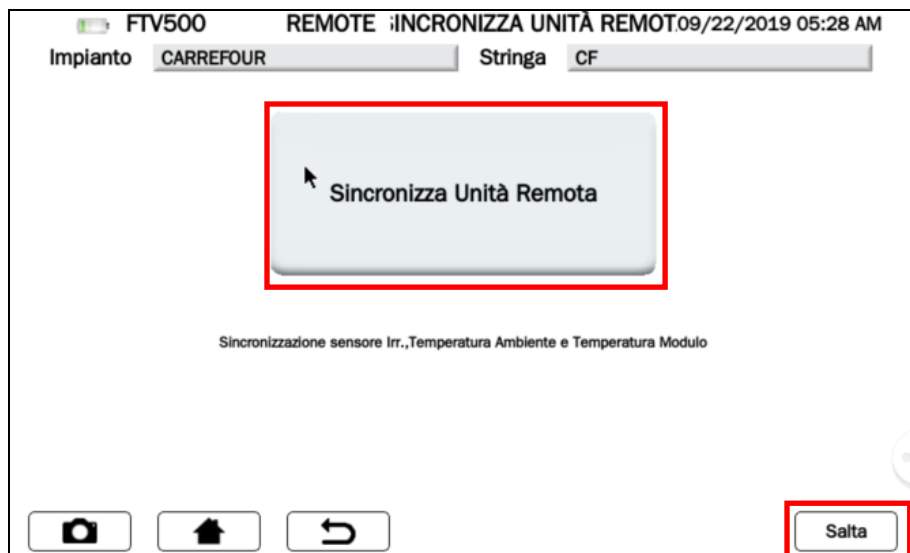 FTV500 REMOTE SINCRONIZZA UNITÀ REMOT 09/22/2019 05:28 AM
Impianto CARREFOUR Stringa CF
Sincronizza Unità Remota
Sincronizzazione sensore Irr.,Temperatura Ambiente e Temperatura Modulo
Salta